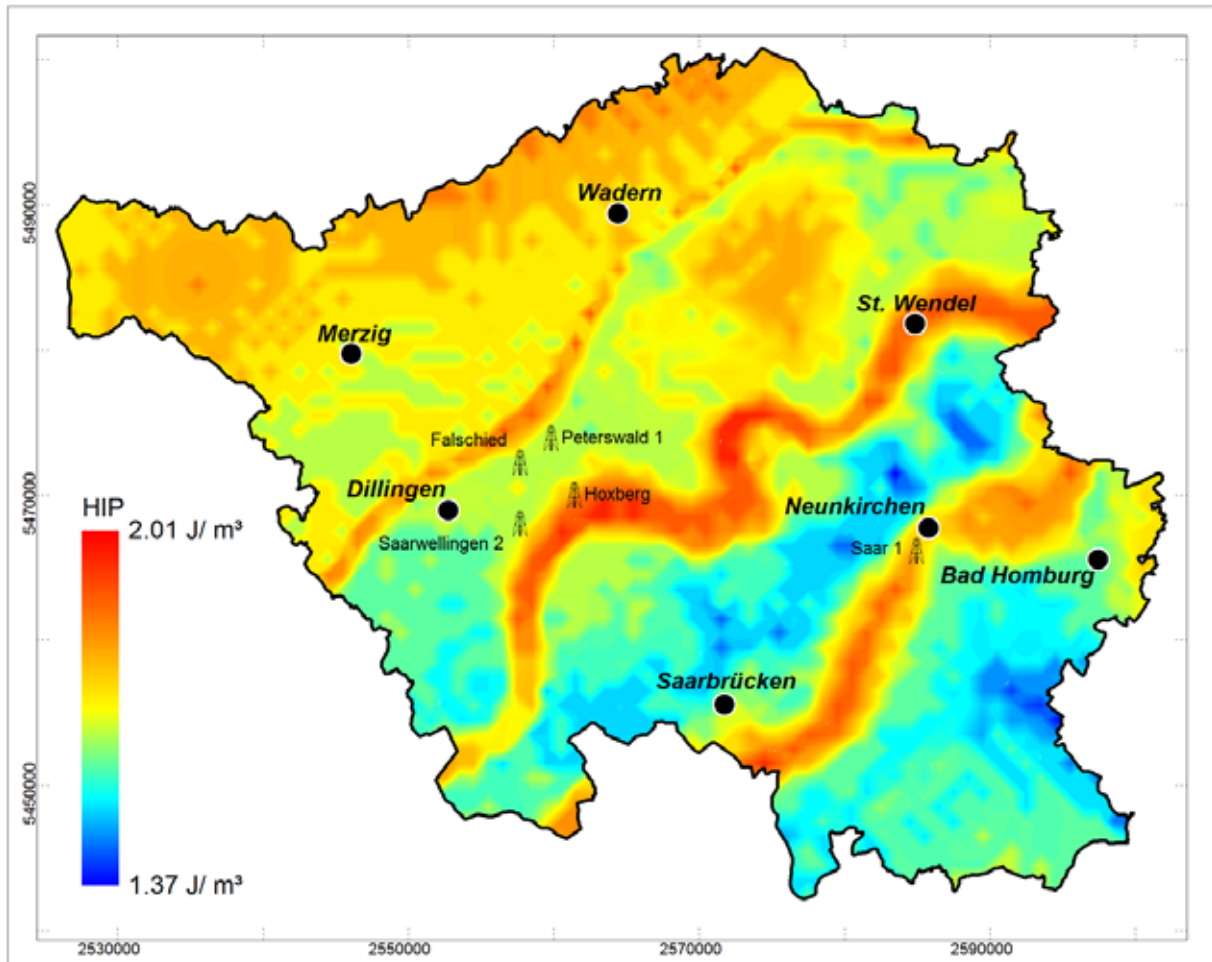 Wadern
5490000
St. Wendel
Merzig
Falschied
Peterswald 1
Dillingen
Hoxberg
5470000
Neunkirchen
HIP
2.01 J/ m³
Saarwellingen 2
Saar 1
Bad Homburg
Saarbrücken
5450000
1.37 J/ m³
2530000
2550000
2570000
2590000